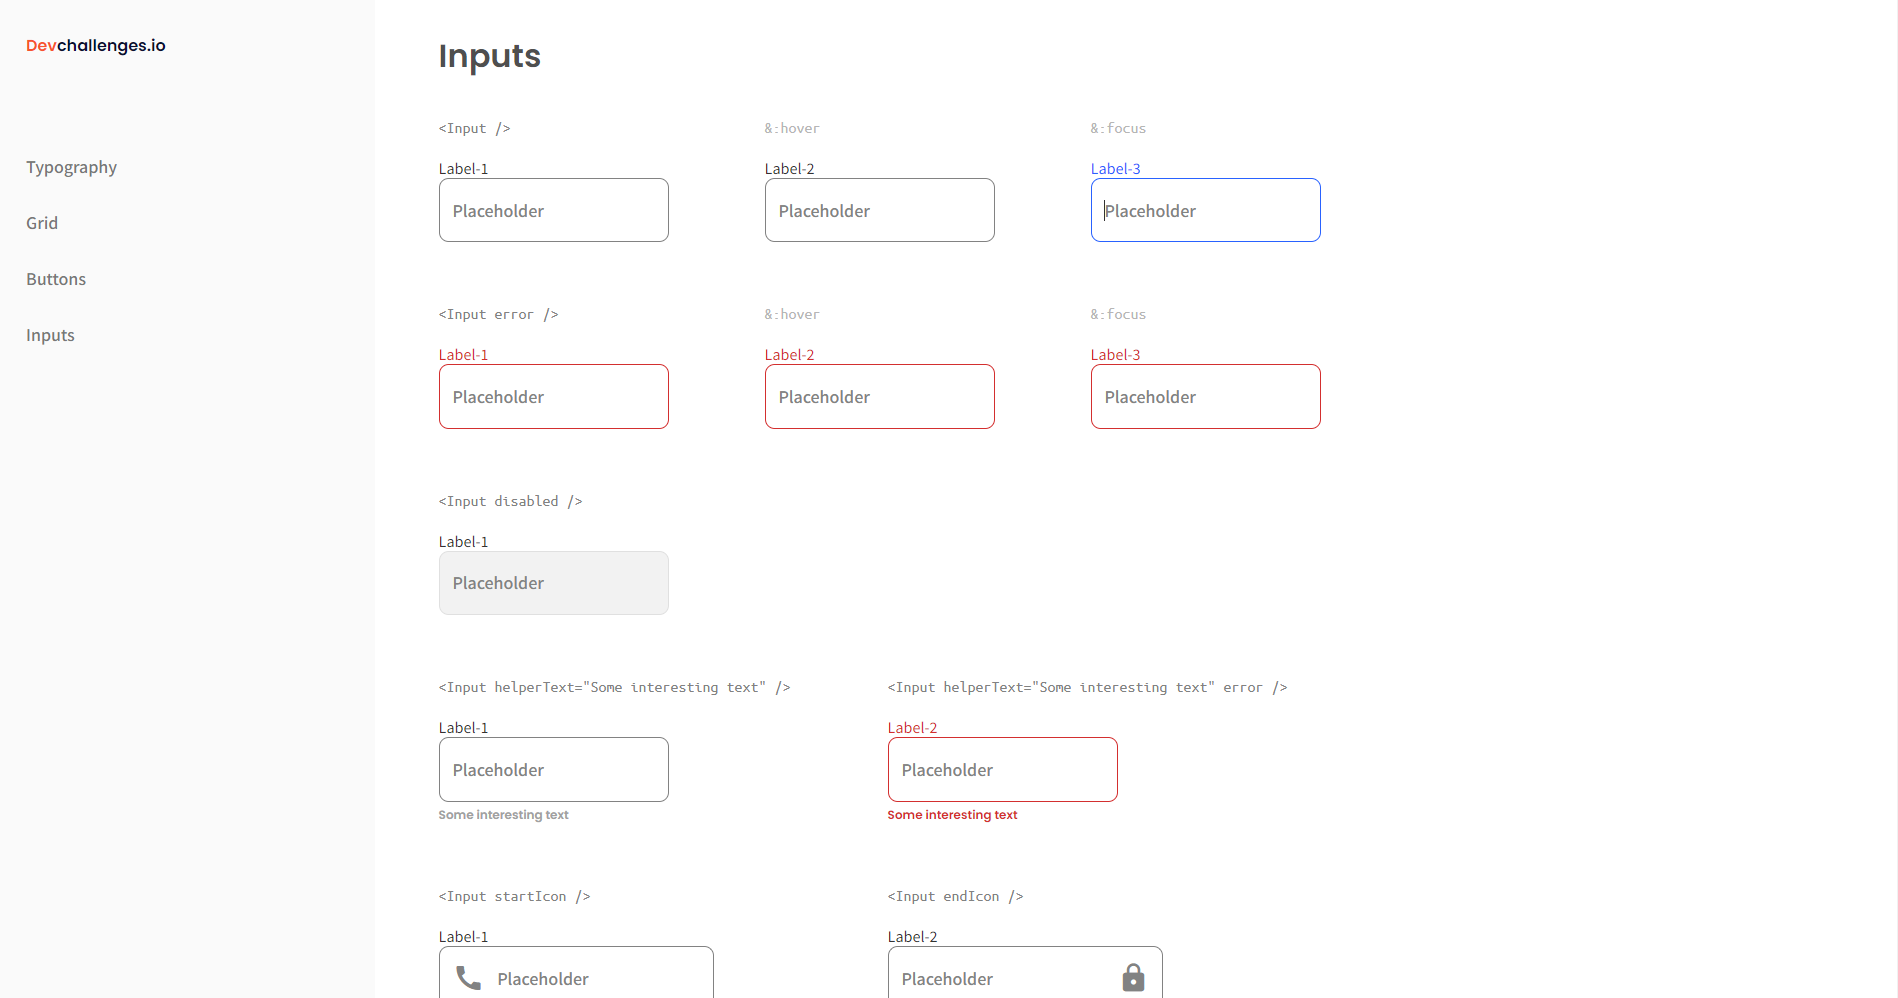 Devchallenges.io
Typography
Grid
Buttons
Inputs
Inputs
<Input />
&:hover
&:focus
Label-1
Label-2
Label-3
Placeholder
Placeholder
Placeholder
<Input error />
&:hover
&:focus
Label-1
Label-2
Label-3
Placeholder
Placeholder
Placeholder
<Input disabled />
Label-1
Placeholder
<Input helperText="Some interesting text" />
<Input helperText="Some interesting text" error />
Label-1
Label-2
Placeholder
Placeholder
Some interesting text
Some interesting text
<Input startIcon />
<Input endIcon />
Label-1
Label-2
Placeholder
Placeholder